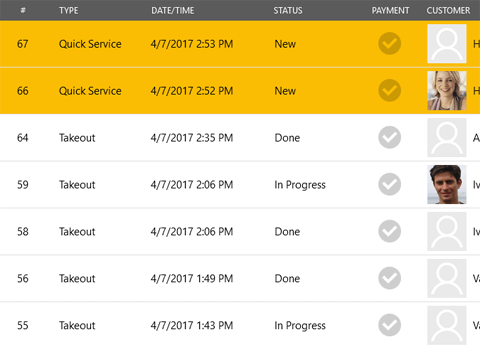 # TYPE DATE/TIME STATUS PAYMENT CUSTOMER
67 Quick Service 4/7/2017 2:53 PM New H
66 Quick Service 4/7/2017 2:52 PM New H
64 Takeout 4/7/2017 2:35 PM Done A
59 Takeout 4/7/2017 2:06 PM In Progress Iv
58 Takeout 4/7/2017 2:06 PM Done Iv
56 Takeout 4/7/2017 1:49 PM Done Va
55 Takeout 4/7/2017 1:43 PM In Progress Va